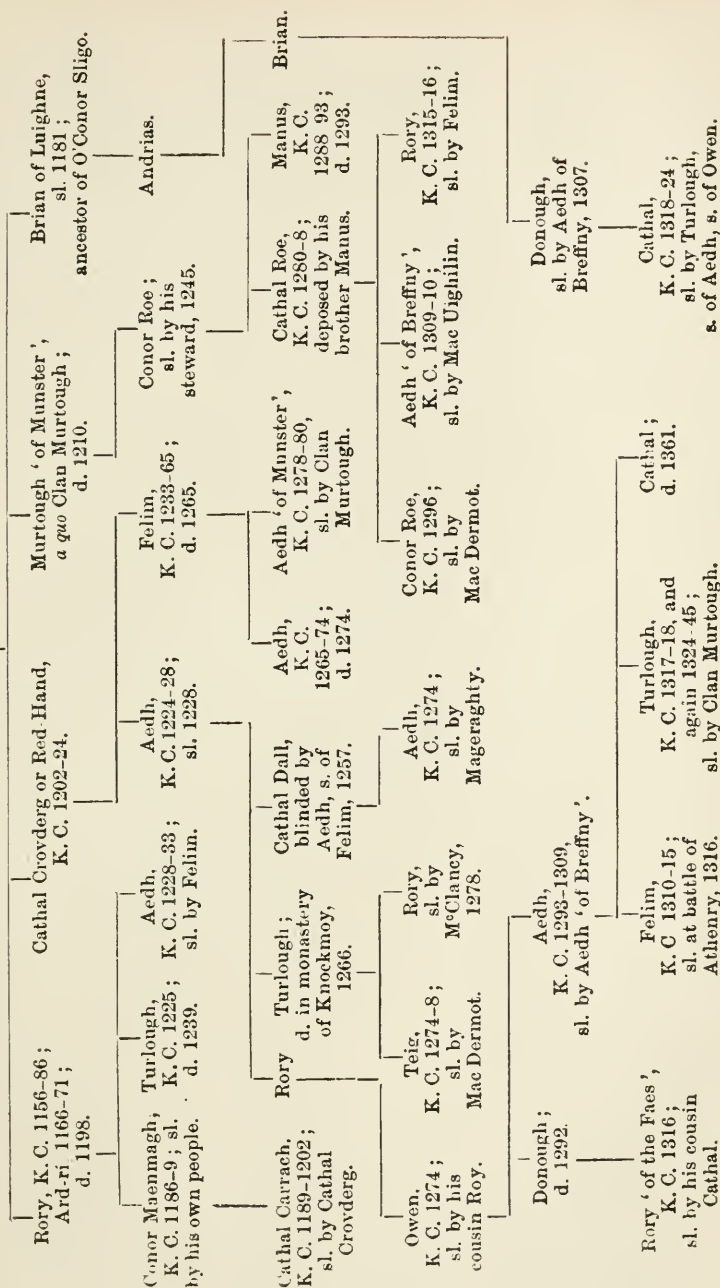 Rory, K. C. 1156-86 ;
Ard-ri 1166-71 ;
d. 1198.
Cathal Crovderg or Red-Hand,
K. C. 1202-24.
Murtough ‘ of Munster’,
a quo Clan Murtough ;
d. 1210.
Brian of Luighne,
sl. 1181 ;
ancestor of O'Conor Sligo.
Conor Maenmagh;
K. C. 1186-9 ; sl.
by his own people.
Turlough,
K. C. 1225 ;
d. 1239.
Aedh,
K. C. 1228-33 ;
sl. by Felim.
Aedh,
K. C. 1224-28 ;
sl. 1228.
Felim,
K. C. 1233-65 ;
d. 1265.
Conor Roe ;
sl. by his
steward, 1245.
Andrias.
Cathal Carrach,
K. C. 1189-1202 ;
sl. by Cathal
Crovderg.
Rory
Turlough ;
d. in monastery
of Knockmoy,
1266.
Cathal Dall,
blinded by
Aedh, s. of
Felim, 1257.
Aedh,
K. C.
1265-74 ;
d. 1274.
Aedh ‘ of Munster’,
K. C. 1278-80,
sl. by Clan
Murtough.
Cathal Roe,
K. C. 1280-8 ;
deposed by his
brother Manus.
Manus,
K. C.
1288 93 ;
d. 1293.
Brian.
Owen.
K. C. 1274 ;
sl. by his
cousin Roy.
Teig,
K. C. 1274-8 ;
sl. by
Mac Dermot.
Rory,
sl. by
McClancy,
1278.
Aedh,
K. C. 1274 ;
sl. by
Mageraghty.
Conor Roe,
K. C. 1296 ;
sl. by
Mac Dermot.
Aedh ‘ of Breffny’,
K. C. 1309-10 ;
sl. by Mac Uighilin.
Rory,
K. C. 1315-16 ;
sl. by Felim.
Donough ;
d. 1292.
Aedh,
K. C. 1293-1309,
sl. by Aedh ‘ of Breffny’.
Donough,
sl. by Aedh of
Breffny, 1307.
Rory ‘ of the Faes’,
K. C. 1316 ;
sl. by his cousin
Cathal.
Felim,
K. C 1310-15 ;
sl. at battle of
Athenry, 1316.
Turlough,
K. C. 1317-18, and
again 1324-45 ;
sl. by Clan Murtough.
Cathal ;
d. 1361.
Cathal,
K. C. 1318-24 ;
sl. by Turlough,
s. of Aedh, s. of Owen.